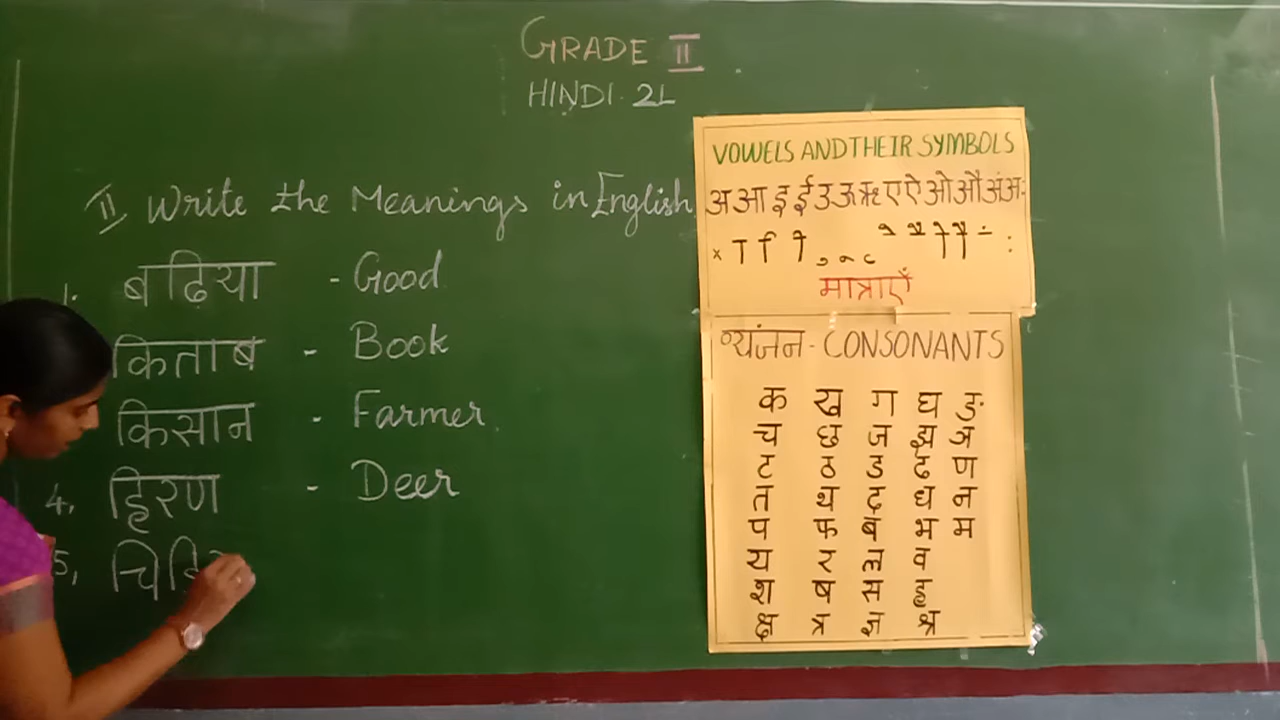 GRADE II
HINDI. 2L
II) Write the Meanings in English
1. बढ़िया - Good
किताब - Book
किसान - Farmer.
4, हिरण - Deer
5,
VOWELS AND THEIR SYMBOLS
अ आ इ ई उ ऊ ऋ ए ऐ ओ औ अं अः
मात्राएँ
व्यंजन - CONSONANTS
क ख ग घ ङ
च छ ज झ ञ
ट ठ ड ढ ण
त थ द ध न
प फ ब भ म
य र ल व
श ष स ह
क्ष त्र ज्ञ श्र